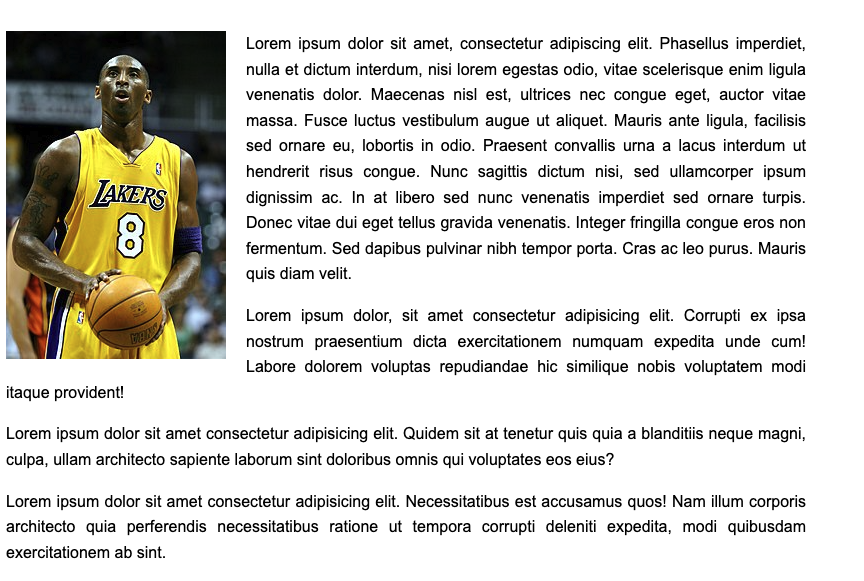 LAKERS
8
Lorem ipsum dolor sit amet, consectetur adipiscing elit. Phasellus imperdiet,
nulla et dictum interdum, nisi lorem egestas odio, vitae scelerisque enim ligula
venenatis dolor. Maecenas nisl est, ultrices nec congue eget, auctor vitae
massa. Fusce luctus vestibulum augue ut aliquet. Mauris ante ligula, facilisis
sed ornare eu, lobortis in odio. Praesent convallis urna a lacus interdum ut
hendrerit risus congue. Nunc sagittis dictum nisi, sed ullamcorper ipsum
dignissim ac. In at libero sed nunc venenatis imperdiet sed ornare turpis.
Donec vitae dui eget tellus gravida venenatis. Integer fringilla congue eros non
fermentum. Sed dapibus pulvinar nibh tempor porta. Cras ac leo purus. Mauris
quis diam velit.
Lorem ipsum dolor, sit amet consectetur adipisicing elit. Corrupti ex ipsa
nostrum praesentium dicta exercitationem numquam expedita unde cum!
Labore dolorem voluptas repudiandae hic similique nobis voluptatem modi
itaque provident!
Lorem ipsum dolor sit amet consectetur adipisicing elit. Quidem sit at tenetur quis quia a blanditiis neque magni,
culpa, ullam architecto sapiente laborum sint doloribus omnis qui voluptates eos eius?
Lorem ipsum dolor sit amet consectetur adipisicing elit. Necessitatibus est accusamus quos! Nam illum corporis
architecto quia perferendis necessitatibus ratione ut tempora corrupti deleniti expedita, modi quibusdam
exercitationem ab sint.